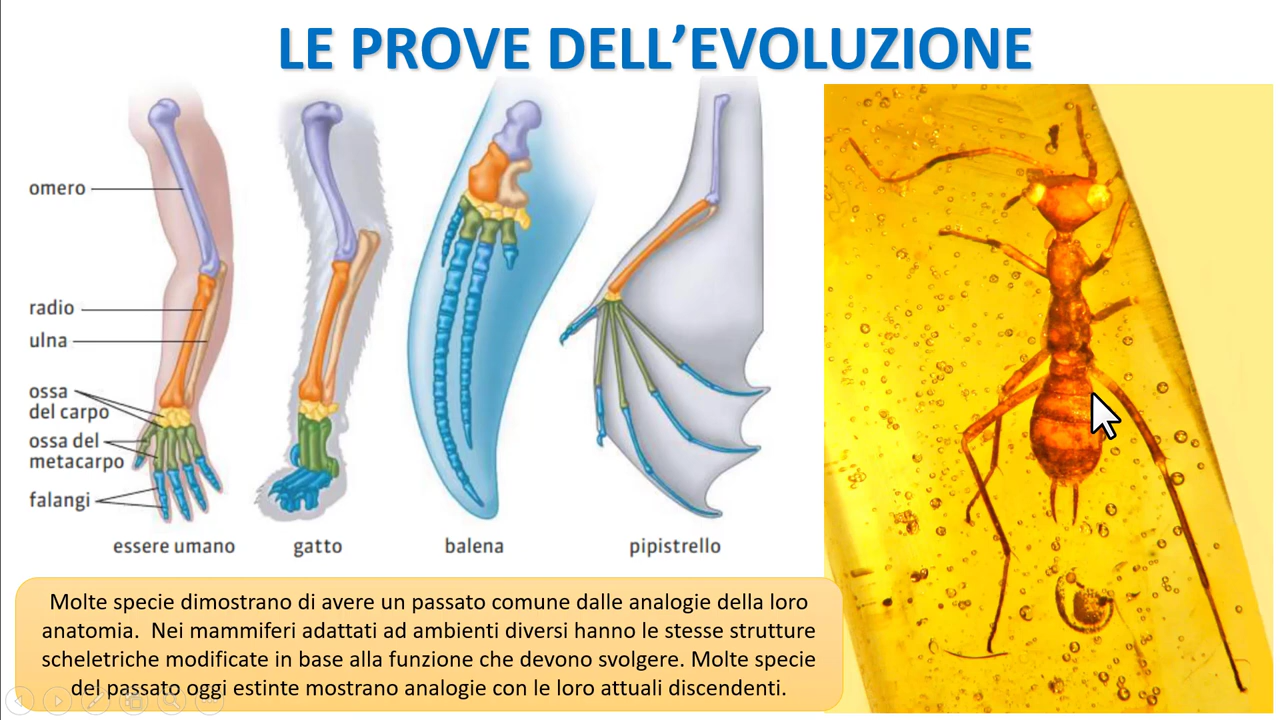 LE PROVE DELL'EVOLUZIONE
omero
radio
ulna
ossa
del carpo
ossa del
metacarpo
falangi
essere umano
gatto
balena
pipistrello
Molte specie dimostrano di avere un passato comune dalle analogie della loro
anatomia.  Nei mammiferi adattati ad ambienti diversi hanno le stesse strutture
scheletriche modificate in base alla funzione che devono svolgere. Molte specie
del passato oggi estinte mostrano analogie con le loro attuali discendenti.